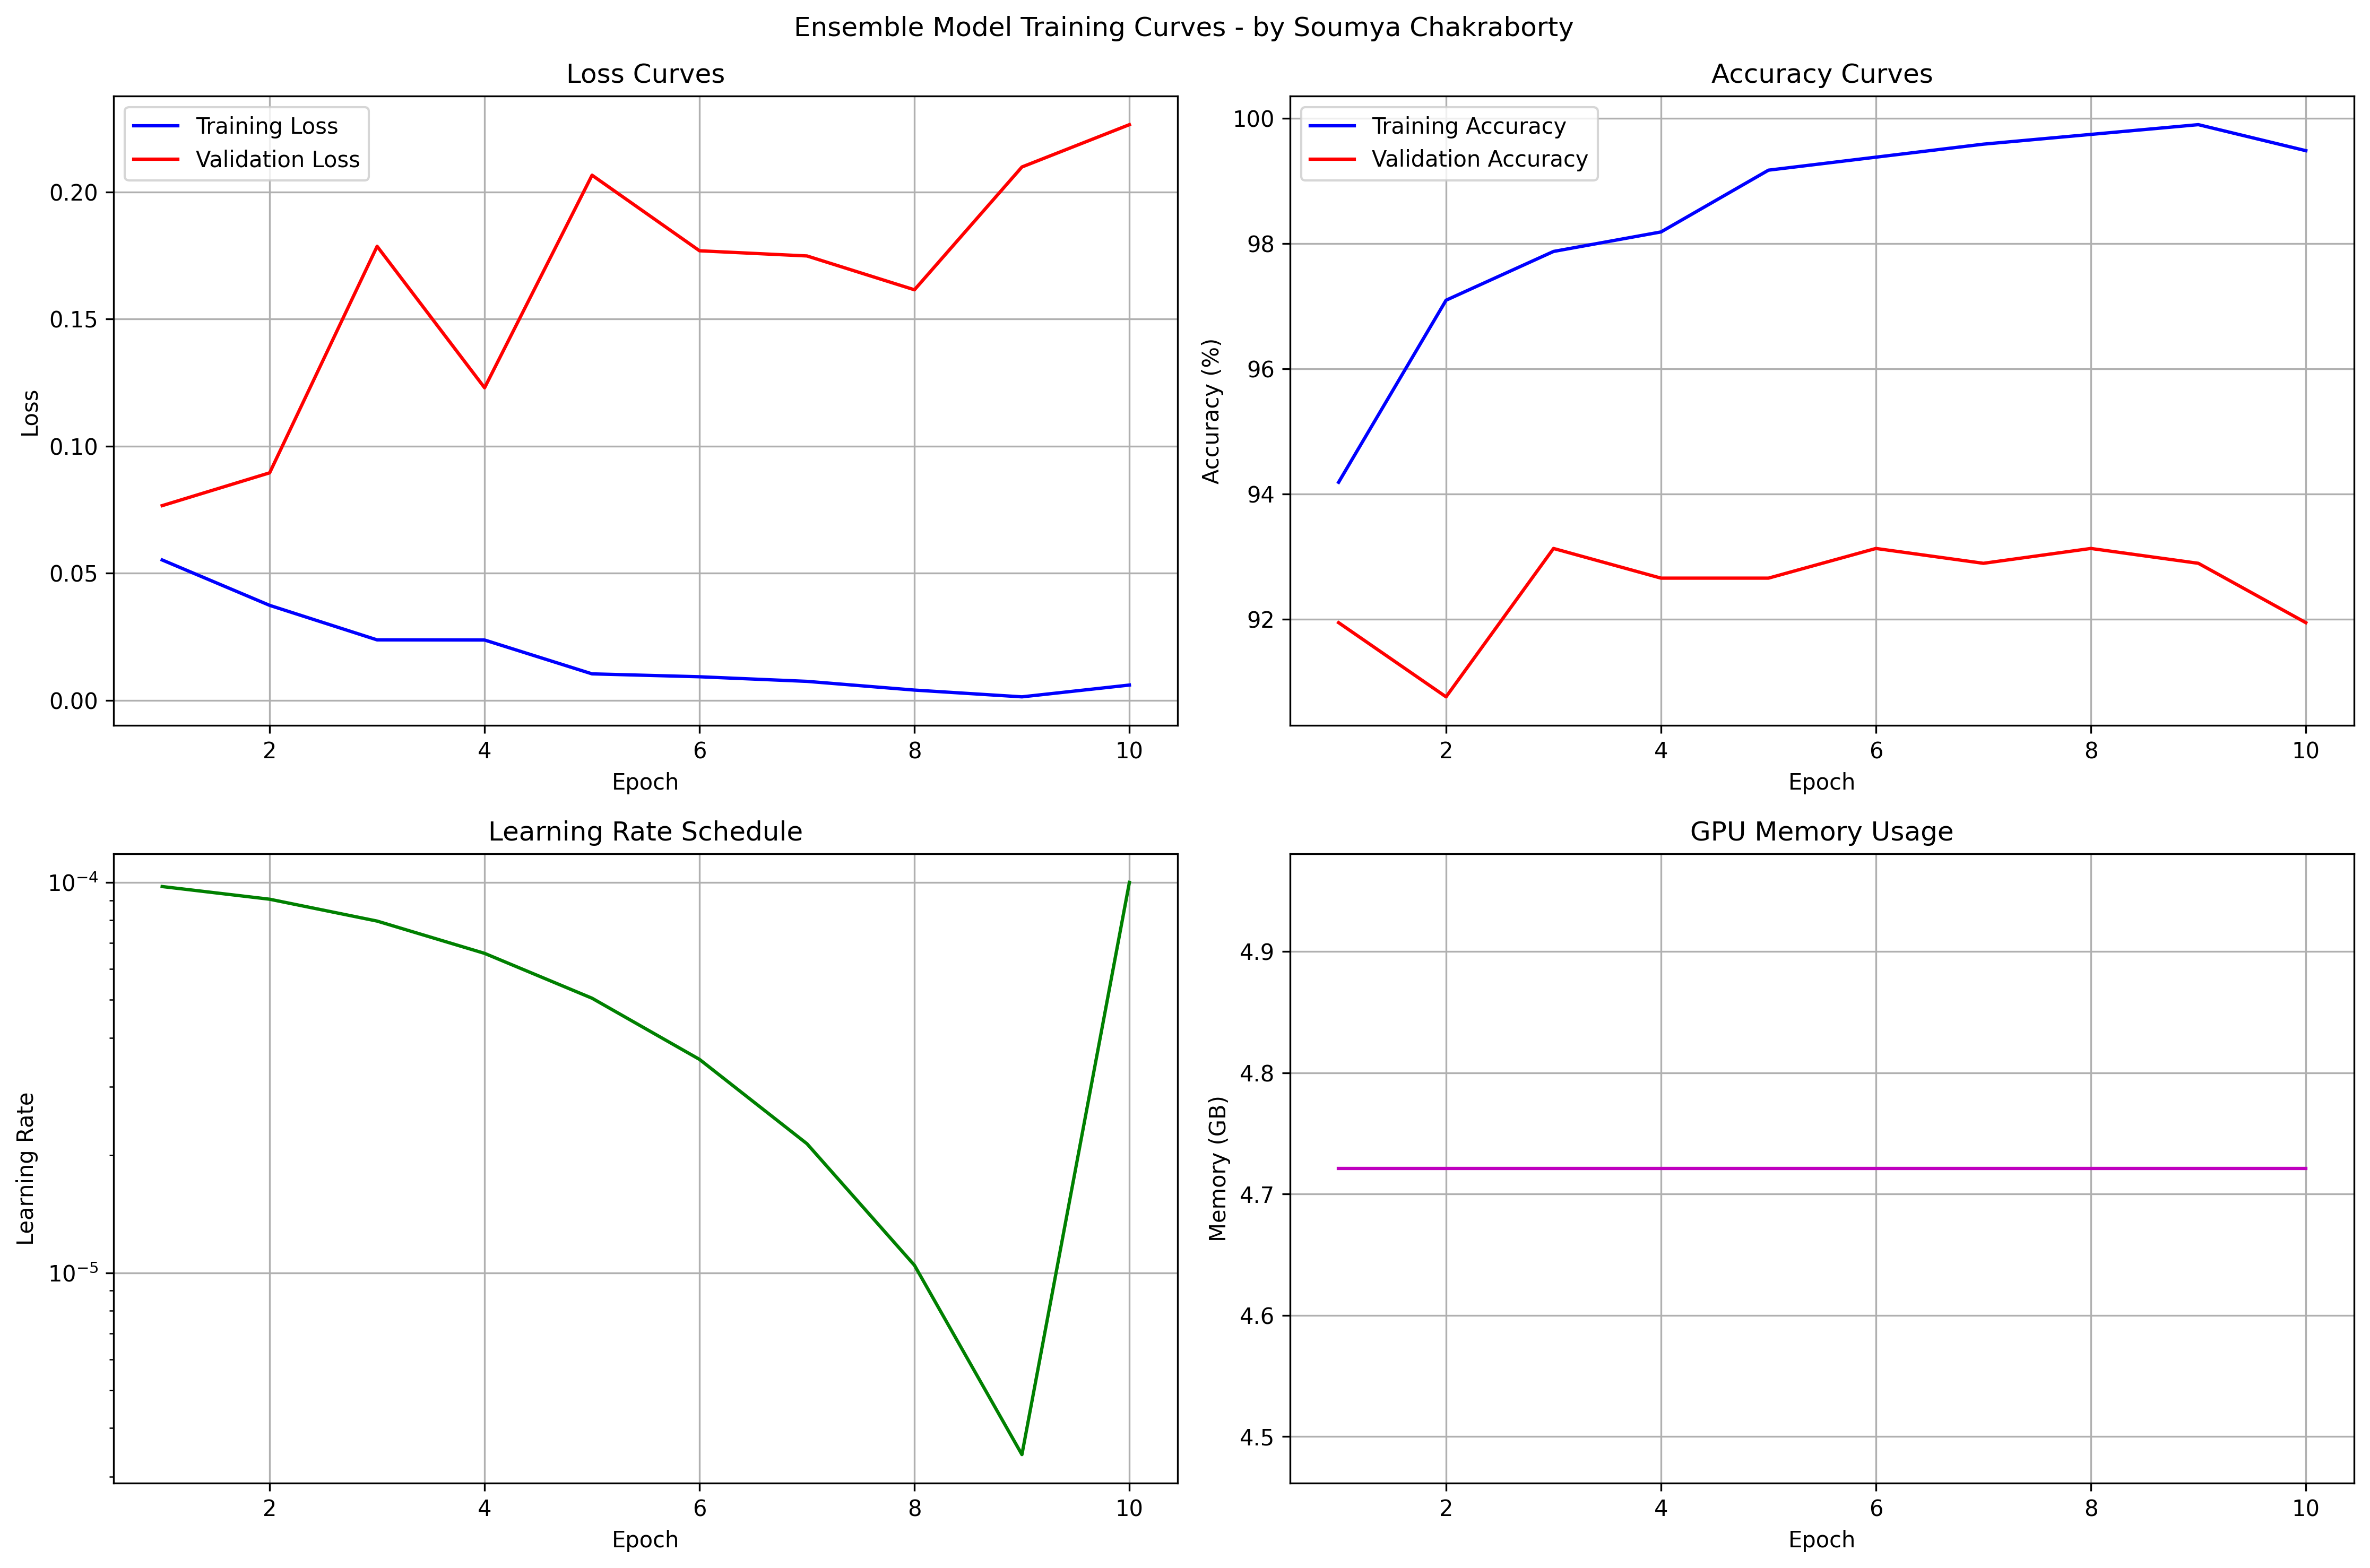 Ensemble Model Training Curves - by Soumya Chakraborty
Loss Curves
Training Loss
Validation Loss
0.20
0.15
0.10
0.05
0.00
Loss
2 4 6 8 10
Epoch
Accuracy Curves
Training Accuracy
Validation Accuracy
100
98
96
94
92
Accuracy (%)
2 4 6 8 10
Epoch
Learning Rate Schedule
10⁻⁴
10⁻⁵
Learning Rate
2 4 6 8 10
Epoch
GPU Memory Usage
4.9
4.8
4.7
4.6
4.5
Memory (GB)
2 4 6 8 10
Epoch